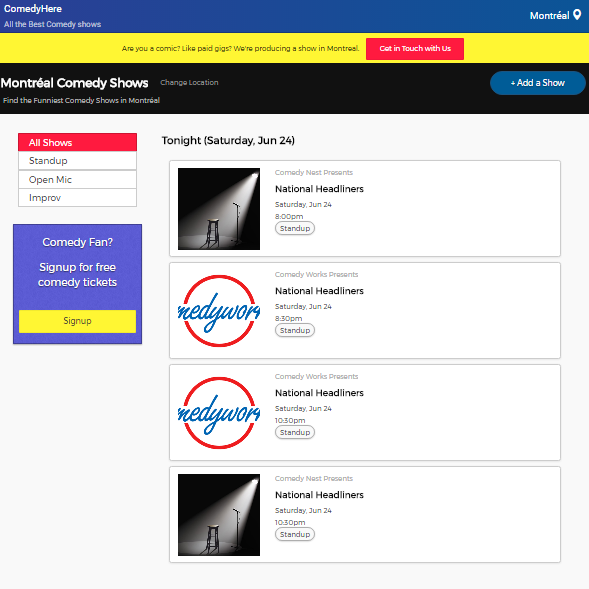 ComedyHere
All the Best Comedy shows
Montréal
Are you a comic? Like paid gigs? We're producing a show in Montreal.
Get in Touch with Us
Montréal Comedy Shows
Change Location
+ Add a Show
Find the Funniest Comedy Shows in Montréal
All Shows
Standup
Open Mic
Improv
Comedy Fan?
Signup for free
comedy tickets
Signup
Tonight (Saturday, Jun 24)
Comedy Nest Presents
National Headliners
Saturday, Jun 24
8:00pm
Standup
medywork
Comedy Works Presents
National Headliners
Saturday, Jun 24
8:30pm
Standup
medywork
Comedy Works Presents
National Headliners
Saturday, Jun 24
10:30pm
Standup
Comedy Nest Presents
National Headliners
Saturday, Jun 24
10:30pm
Standup